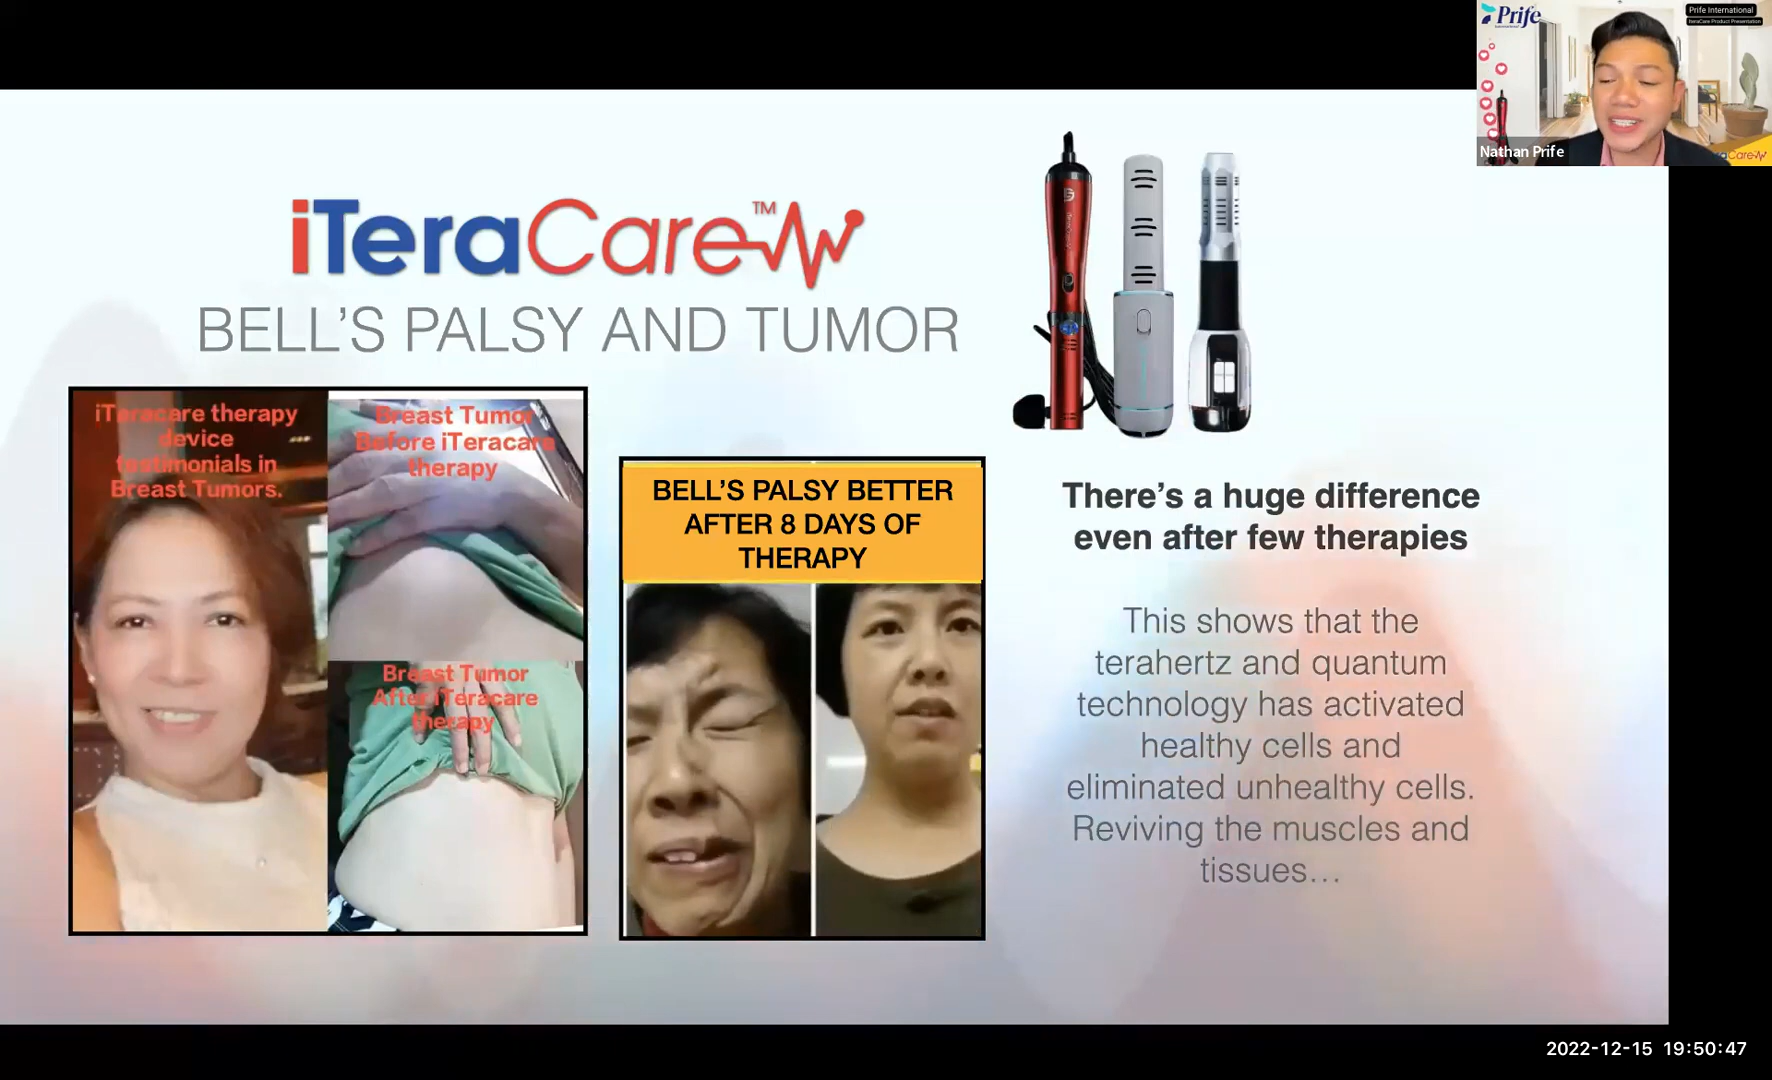 Prife
Prife International
iteraCare Product Presentation
Nathan Prife
iTeraCare™
BELL'S PALSY AND TUMOR
iTeracare therapy
device
testimonials in
Breast Tumors.
Breast Tumor
Before iTeracare
therapy
Breast Tumor
After iTeracare
therapy
BELL'S PALSY BETTER
AFTER 8 DAYS OF
THERAPY
There's a huge difference
even after few therapies
This shows that the
terahertz and quantum
technology has activated
healthy cells and
eliminated unhealthy cells.
Reviving the muscles and
tissues...
2022-12-15 19:50:47